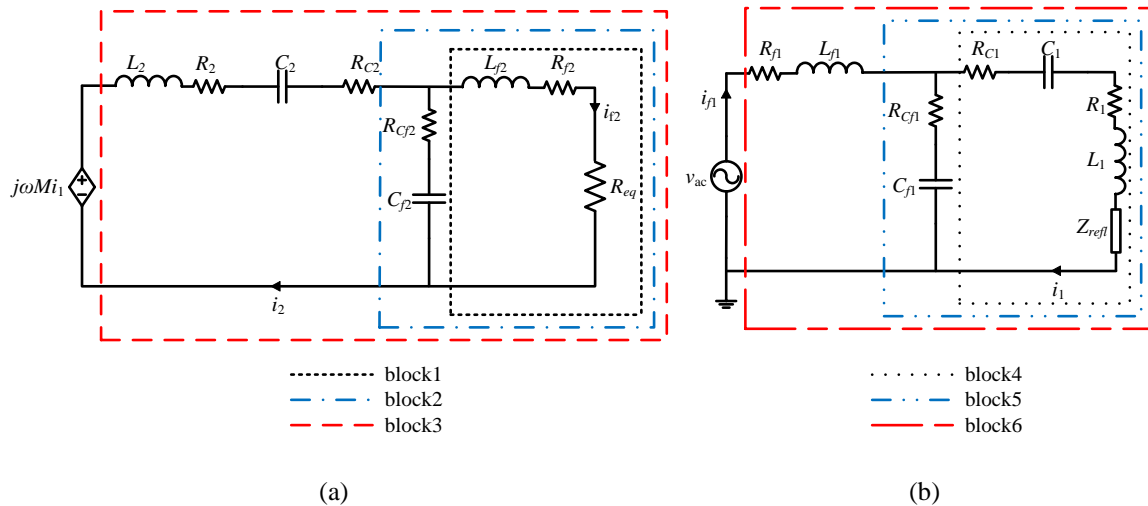 L2 R2 C2 RC2 Lf2 Rf2
if2
RCf2
jωMi1
Req
Cf2
i2
block1
block2
block3
(a)
Rf1 Lf1 RC1 C1
if1
RCf1
R1
L1
vac
Cf1
Zrefl
i1
block4
block5
block6
(b)